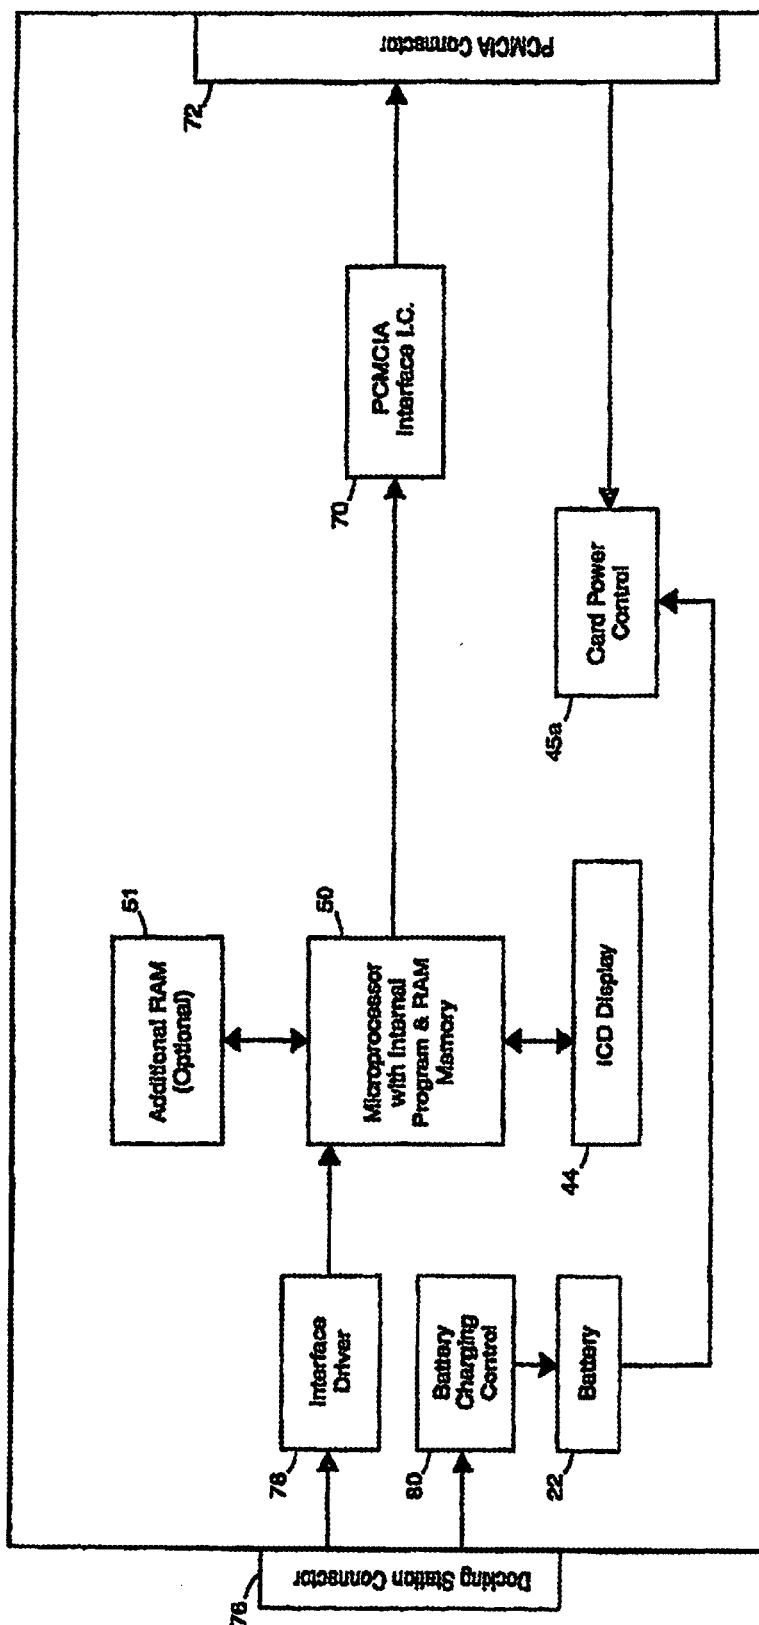 76
Docking Station Connector
78
Interface
Driver
80
Battery
Charging
Control
22
Battery
51
Additional RAM
(Optional)
50
Microprocessor
with Internal
Program & RAM
Memory
44
ICD Display
70
PCMCIA
Interface I.C.
45a
Card Power
Control
72
PCMCIA Connector